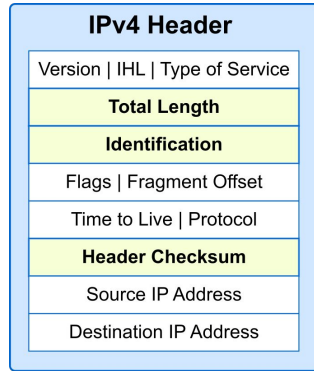 IPv4 Header
Version | IHL | Type of Service
Total Length
Identification
Flags | Fragment Offset
Time to Live | Protocol
Header Checksum
Source IP Address
Destination IP Address